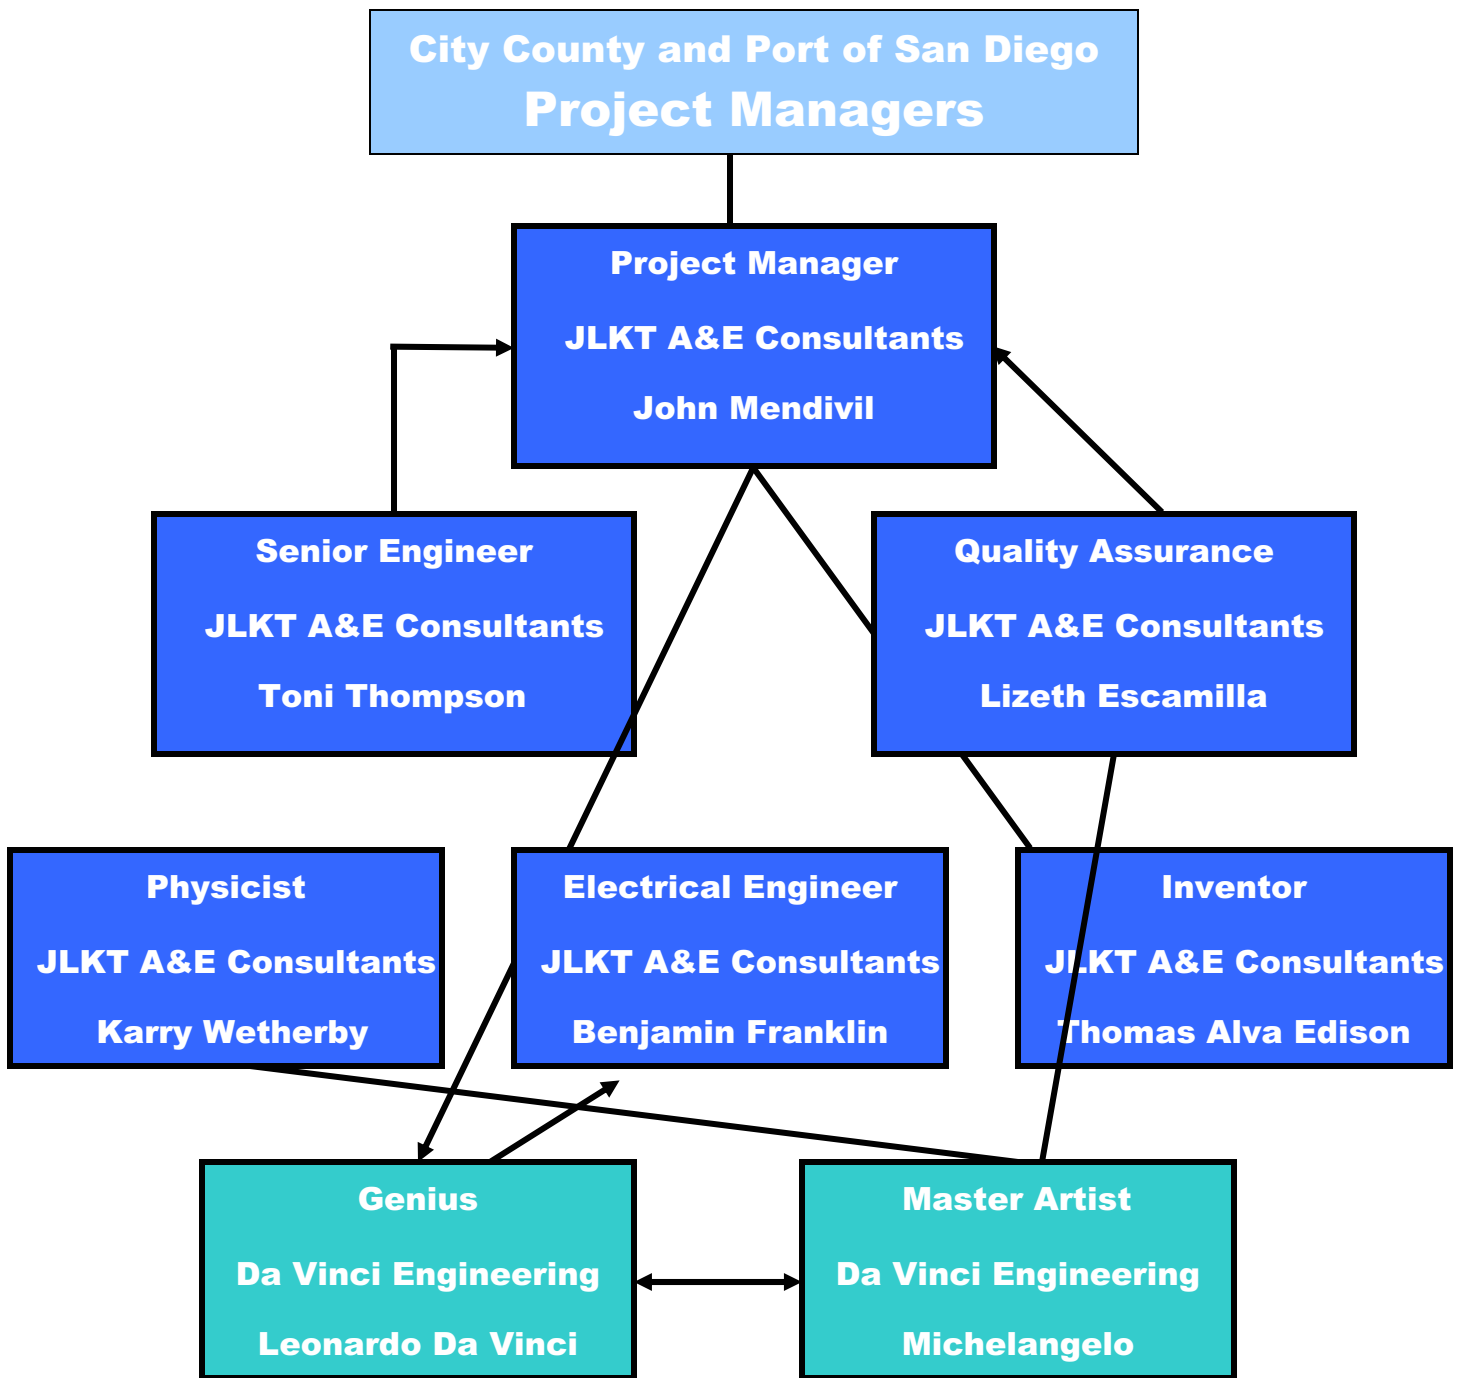 City County and Port of San Diego
Project Managers
Project Manager
JLKT A&E Consultants
John Mendivil
Senior Engineer
JLKT A&E Consultants
Toni Thompson
Quality Assurance
JLKT A&E Consultants
Lizeth Escamilla
Physicist
JLKT A&E Consultants
Karry Wetherby
Electrical Engineer
JLKT A&E Consultants
Benjamin Franklin
Inventor
JLKT A&E Consultants
Thomas Alva Edison
Genius
Da Vinci Engineering
Leonardo Da Vinci
Master Artist
Da Vinci Engineering
Michelangelo